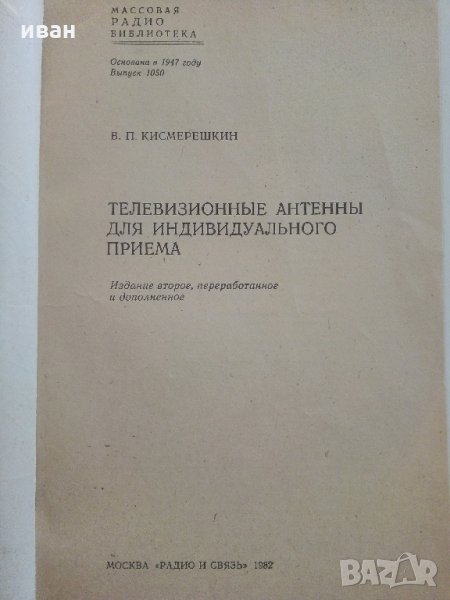 иван
МАССОВАЯ
РАДИО
БИБЛИОТЕКА
Основана в 1947 году
Выпуск 1050
В. П. КИСМЕРЕШКИН
ТЕЛЕВИЗИОННЫЕ АНТЕННЫ
ДЛЯ ИНДИВИДУАЛЬНОГО
ПРИЕМА
Издание второе, переработанное
и дополненное
МОСКВА «РАДИО И СВЯЗЬ» 1982
BAZAR